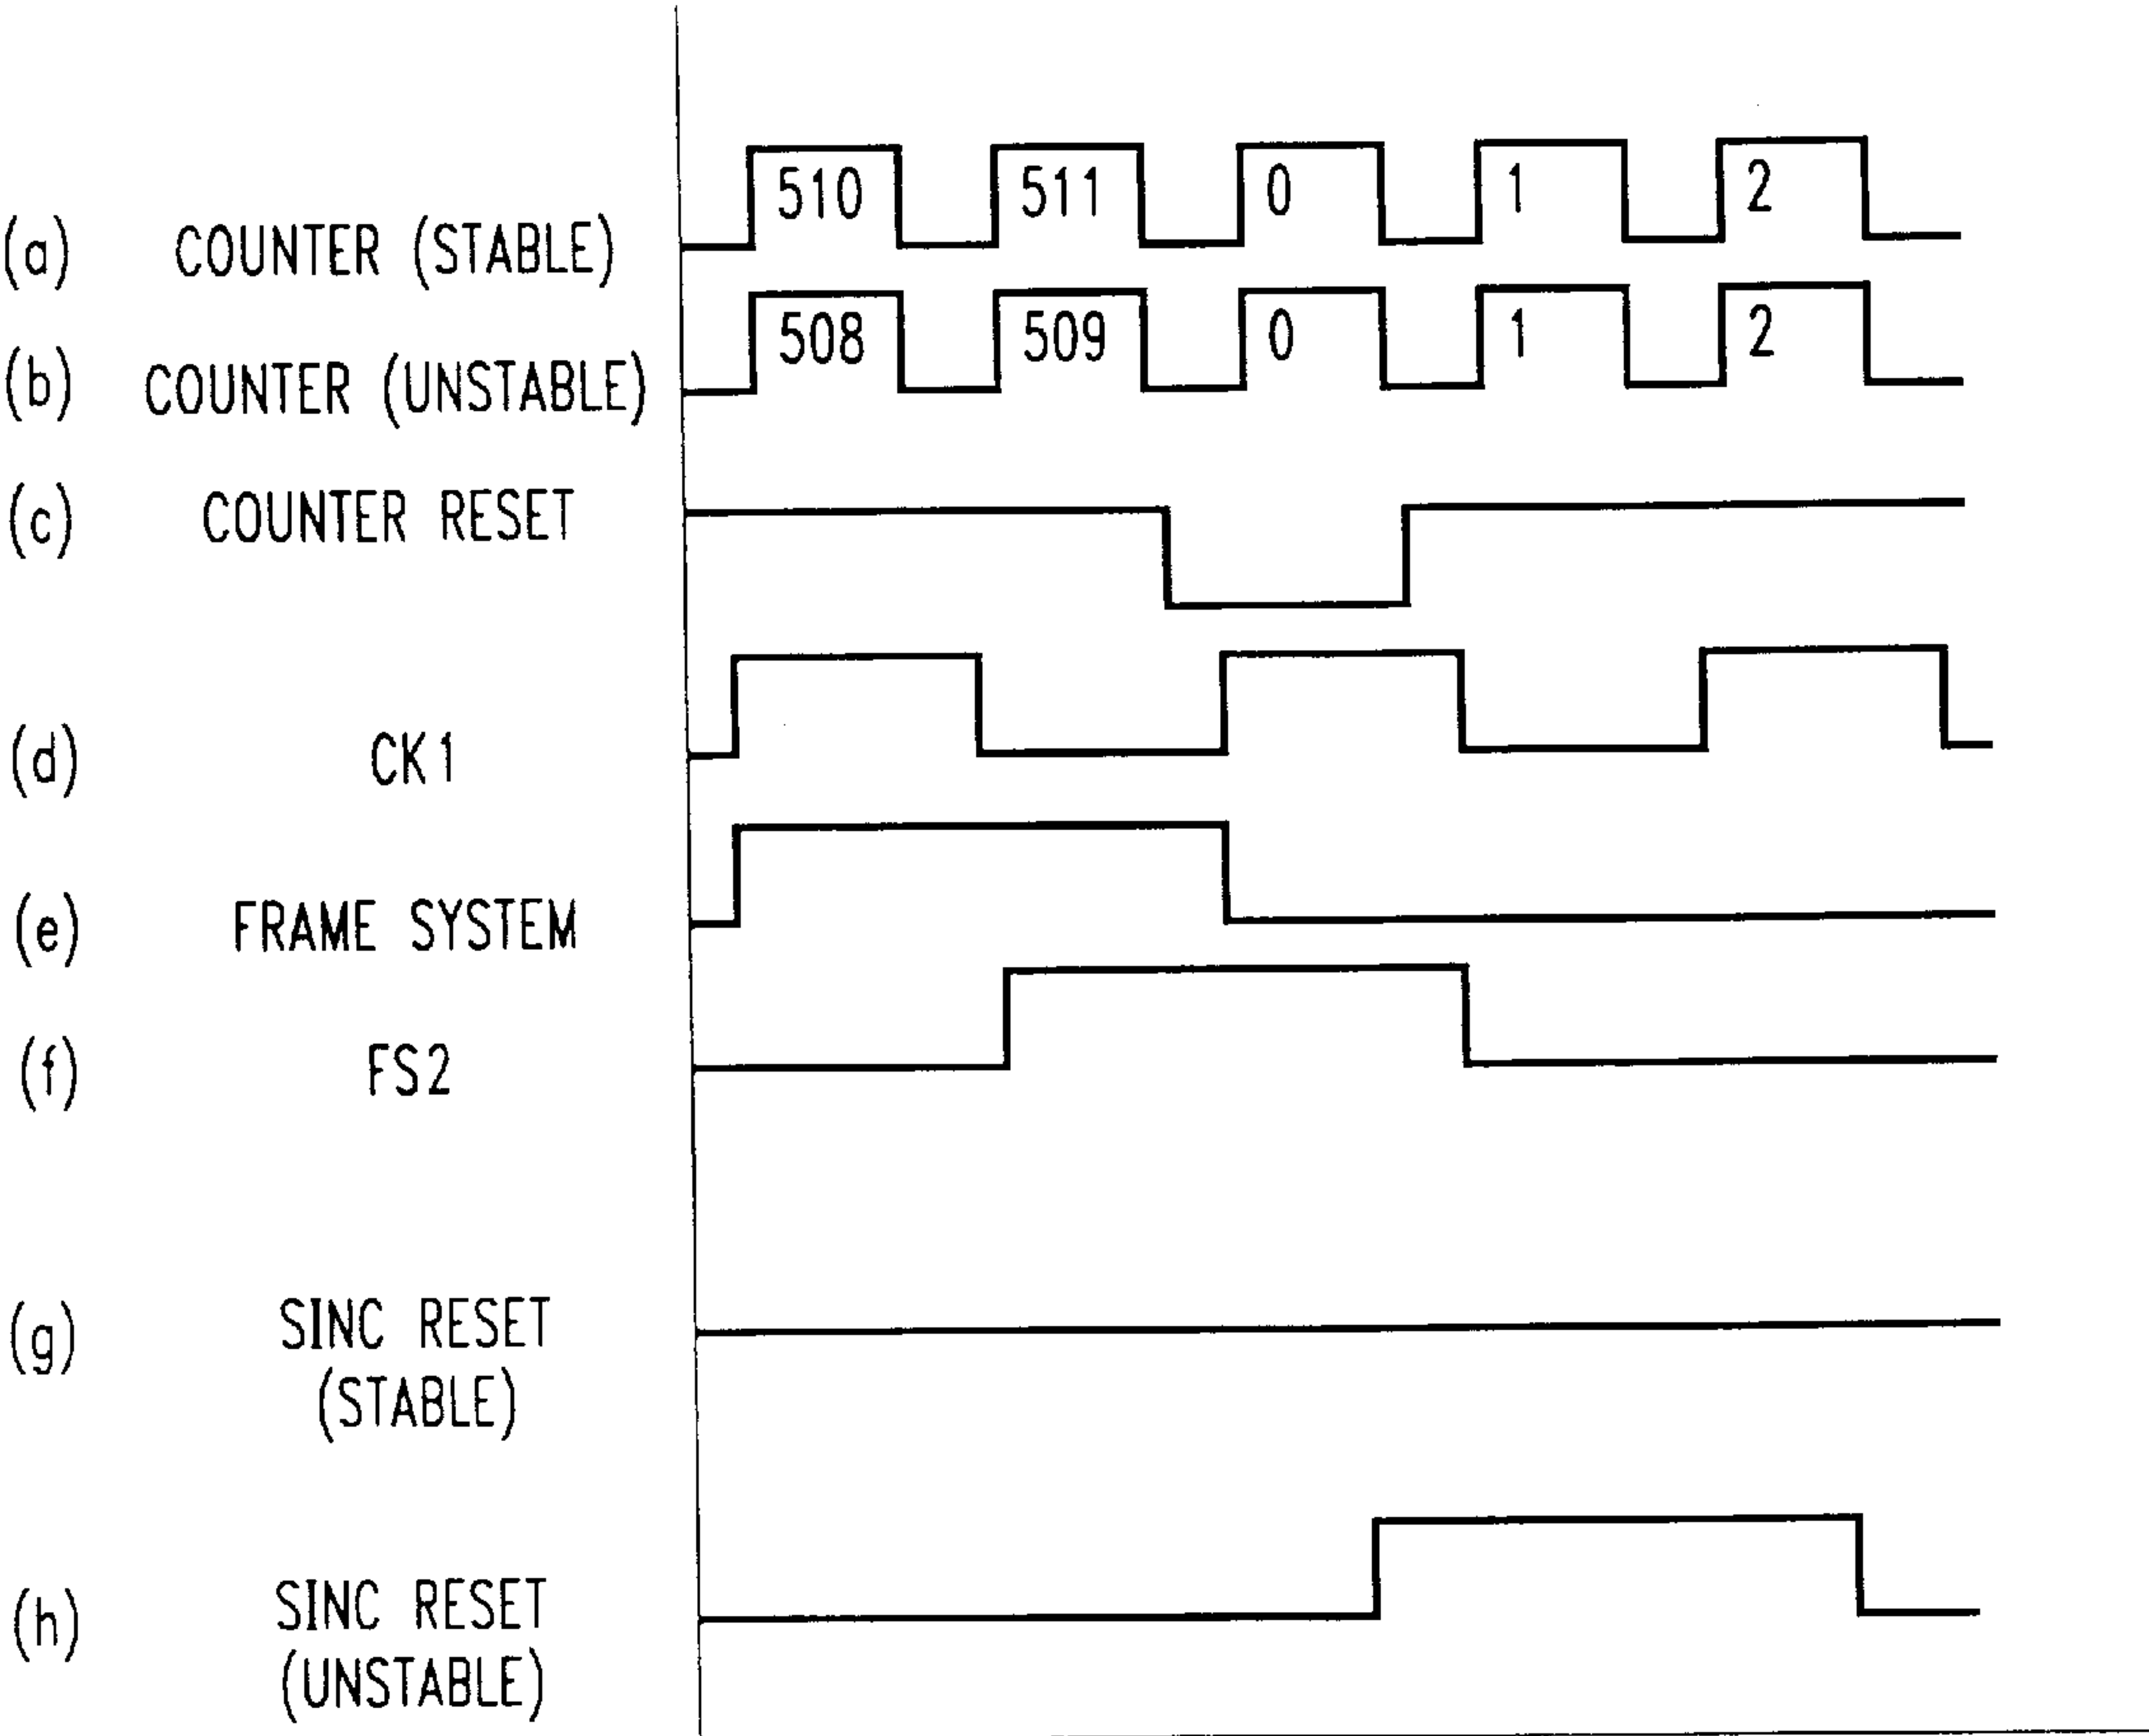 510 511 0 1 2
(a) COUNTER (STABLE)
508 509 0 1 2
(b) COUNTER (UNSTABLE)
(c) COUNTER RESET
(d) CK1
(e) FRAME SYSTEM
(f) FS2
(g) SINC RESET
(STABLE)
(h) SINC RESET
(UNSTABLE)